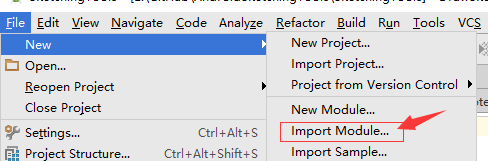 File Edit View Navigate Code Analyze Refactor Build Run Tools VCS
New
New Project...
Open...
Import Project...
Reopen Project
Project from Version Control
Close Project
New Module...
Settings... Ctrl+Alt+S
Import Module...
Project Structure... Ctrl+Alt+Shift+S
Import Sample...